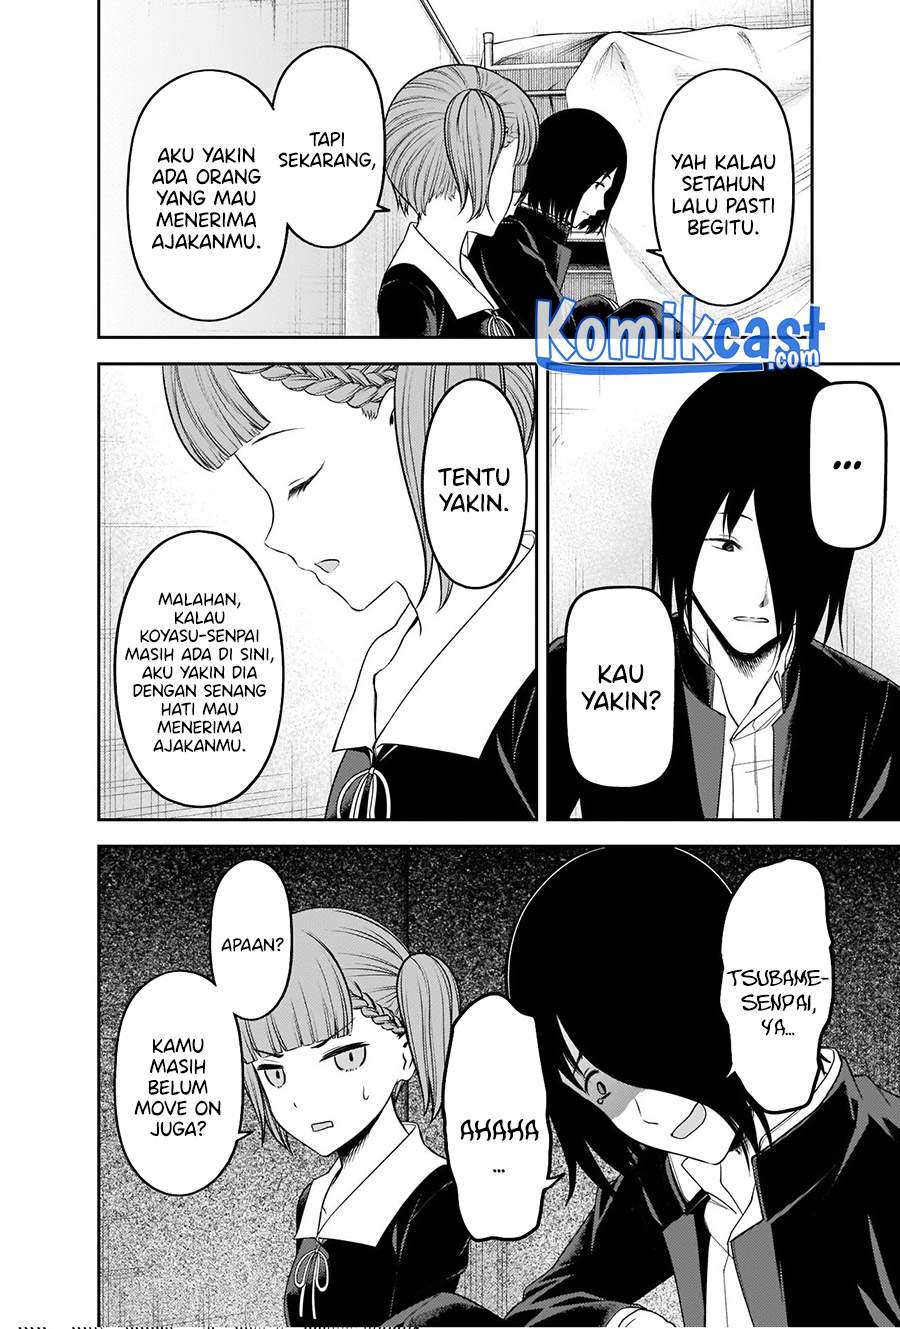 YAH KALAU
SETAHUN
LALU PASTI
BEGITU.
TAPI
SEKARANG,
AKU YAKIN
ADA ORANG
YANG MAU
MENERIMA
AJAKANMU.
Komikcast
.com
...
KAU
YAKIN?
TENTU
YAKIN.
MALAHAN,
KALAU
KOYASU-SENPAI
MASIH ADA DI SINI,
AKU YAKIN DIA
DENGAN SENANG
HATI MAU
MENERIMA
AJAKANMU.
TSUBAME-
SENPAI,
YA...
AHAHA
...
APAAN?
KAMU
MASIH
BELUM
MOVE ON
JUGA?